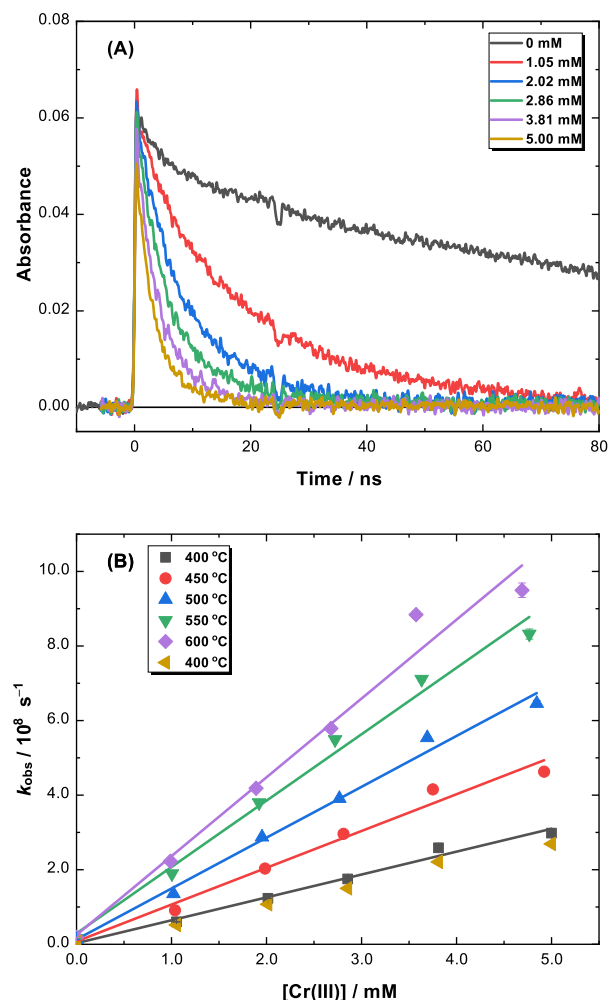 (A)
0 mM
1.05 mM
2.02 mM
2.86 mM
3.81 mM
5.00 mM
0.08
0.06
0.04
0.02
0.00
Absorbance
0 20 40 60 80
Time / ns
(B)
400 °C
450 °C
500 °C
550 °C
600 °C
400 °C
10.0
8.0
6.0
4.0
2.0
0.0
kobs / 10⁸ s⁻¹
0.0 1.0 2.0 3.0 4.0 5.0
[Cr(III)] / mM